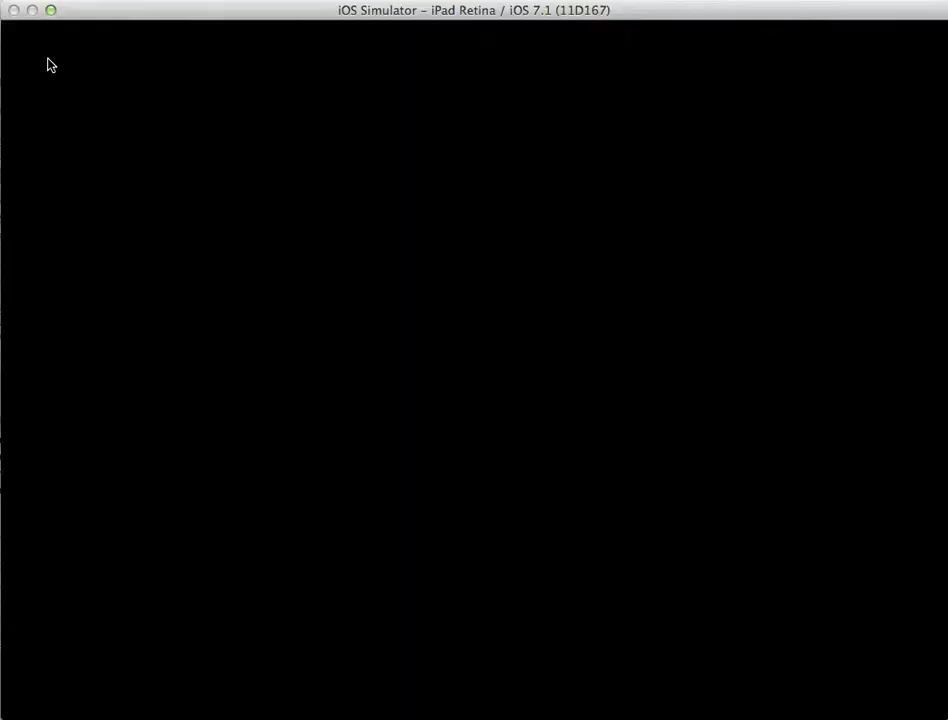 iOS Simulator - iPad Retina / iOS 7.1 (11D167)